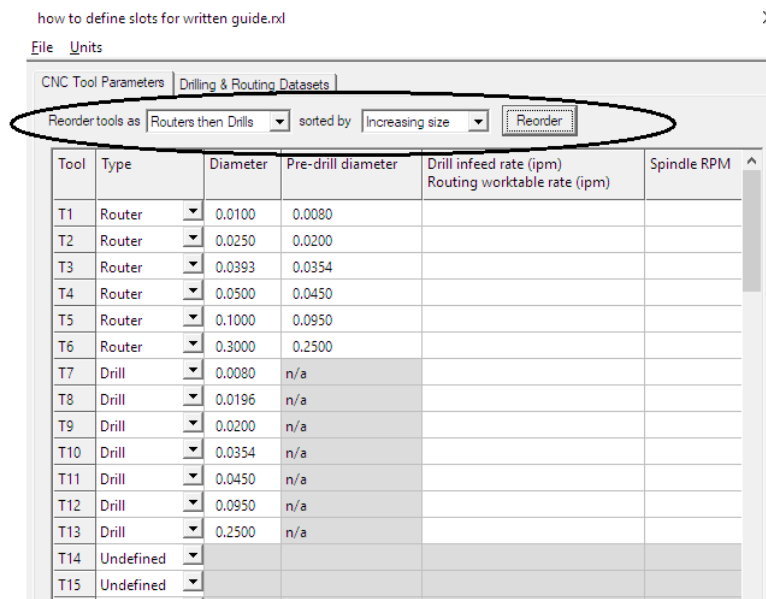 how to define slots for written guide.rxl
File Units
CNC Tool Parameters Drilling & Routing Datasets
Reorder tools as Routers then Drills sorted by Increasing size Reorder
Tool Type Diameter Pre-drill diameter Drill infeed rate (ipm) Spindle RPM
Routing worktable rate (ipm)
T1 Router 0.0100 0.0080
T2 Router 0.0250 0.0200
T3 Router 0.0393 0.0354
T4 Router 0.0500 0.0450
T5 Router 0.1000 0.0950
T6 Router 0.3000 0.2500
T7 Drill 0.0080 n/a
T8 Drill 0.0196 n/a
T9 Drill 0.0200 n/a
T10 Drill 0.0354 n/a
T11 Drill 0.0450 n/a
T12 Drill 0.0950 n/a
T13 Drill 0.2500 n/a
T14 Undefined
T15 Undefined